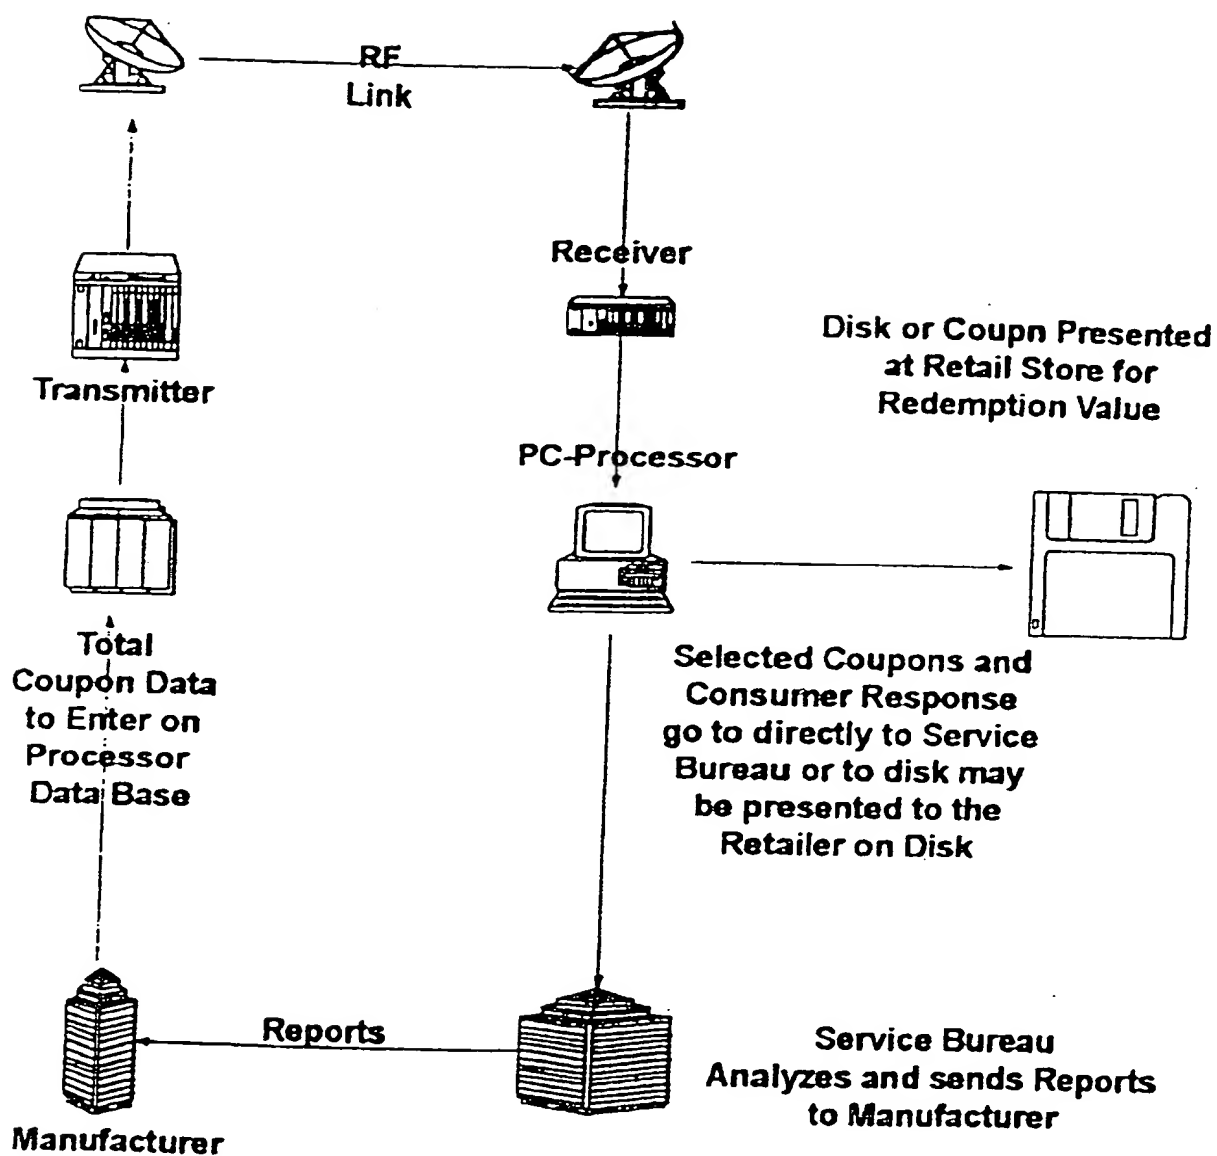 RF
Link
Receiver
Disk or Coupn Presented
at Retail Store for
Redemption Value
Transmitter
PC-Processor
Total
Coupon Data
to Enter on
Processor
Data Base
Selected Coupons and
Consumer Response
go to directly to Service
Bureau or to disk may
be presented to the
Retailer on Disk
Reports
Service Bureau
Analyzes and sends Reports
to Manufacturer
Manufacturer